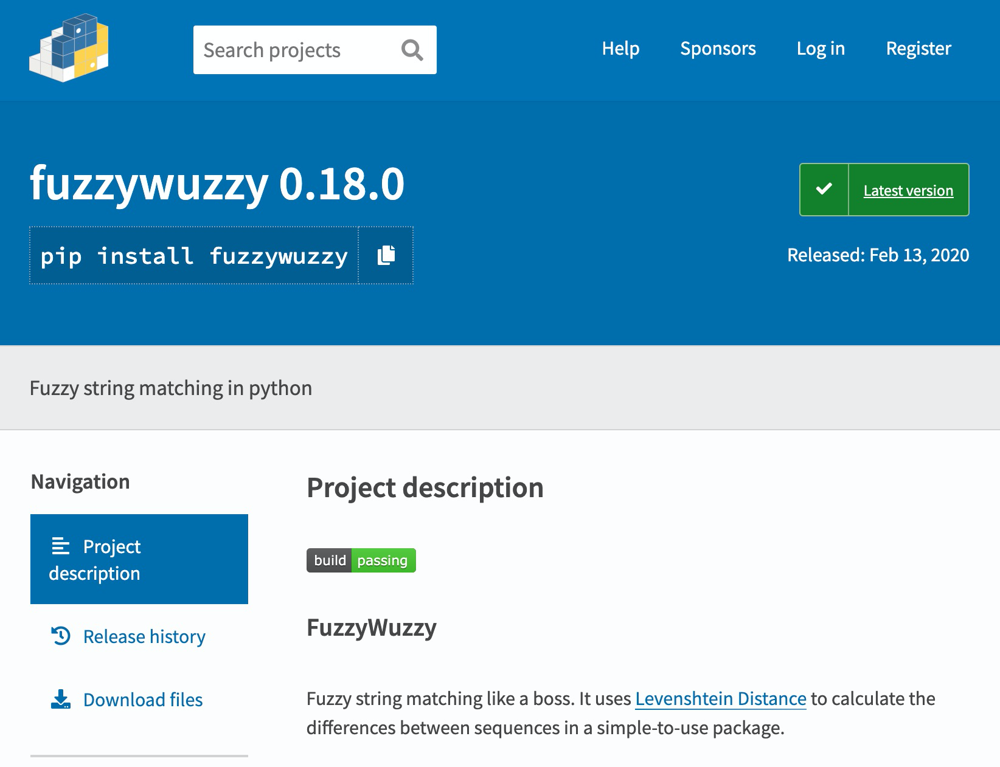 Search projects
Help
Sponsors
Log in
Register
fuzzywuzzy 0.18.0
pip install fuzzywuzzy
Latest version
Released: Feb 13, 2020
Fuzzy string matching in python
Navigation
Project
description
Release history
Download files
Project description
build passing
FuzzyWuzzy
Fuzzy string matching like a boss. It uses Levenshtein Distance to calculate the
differences between sequences in a simple-to-use package.